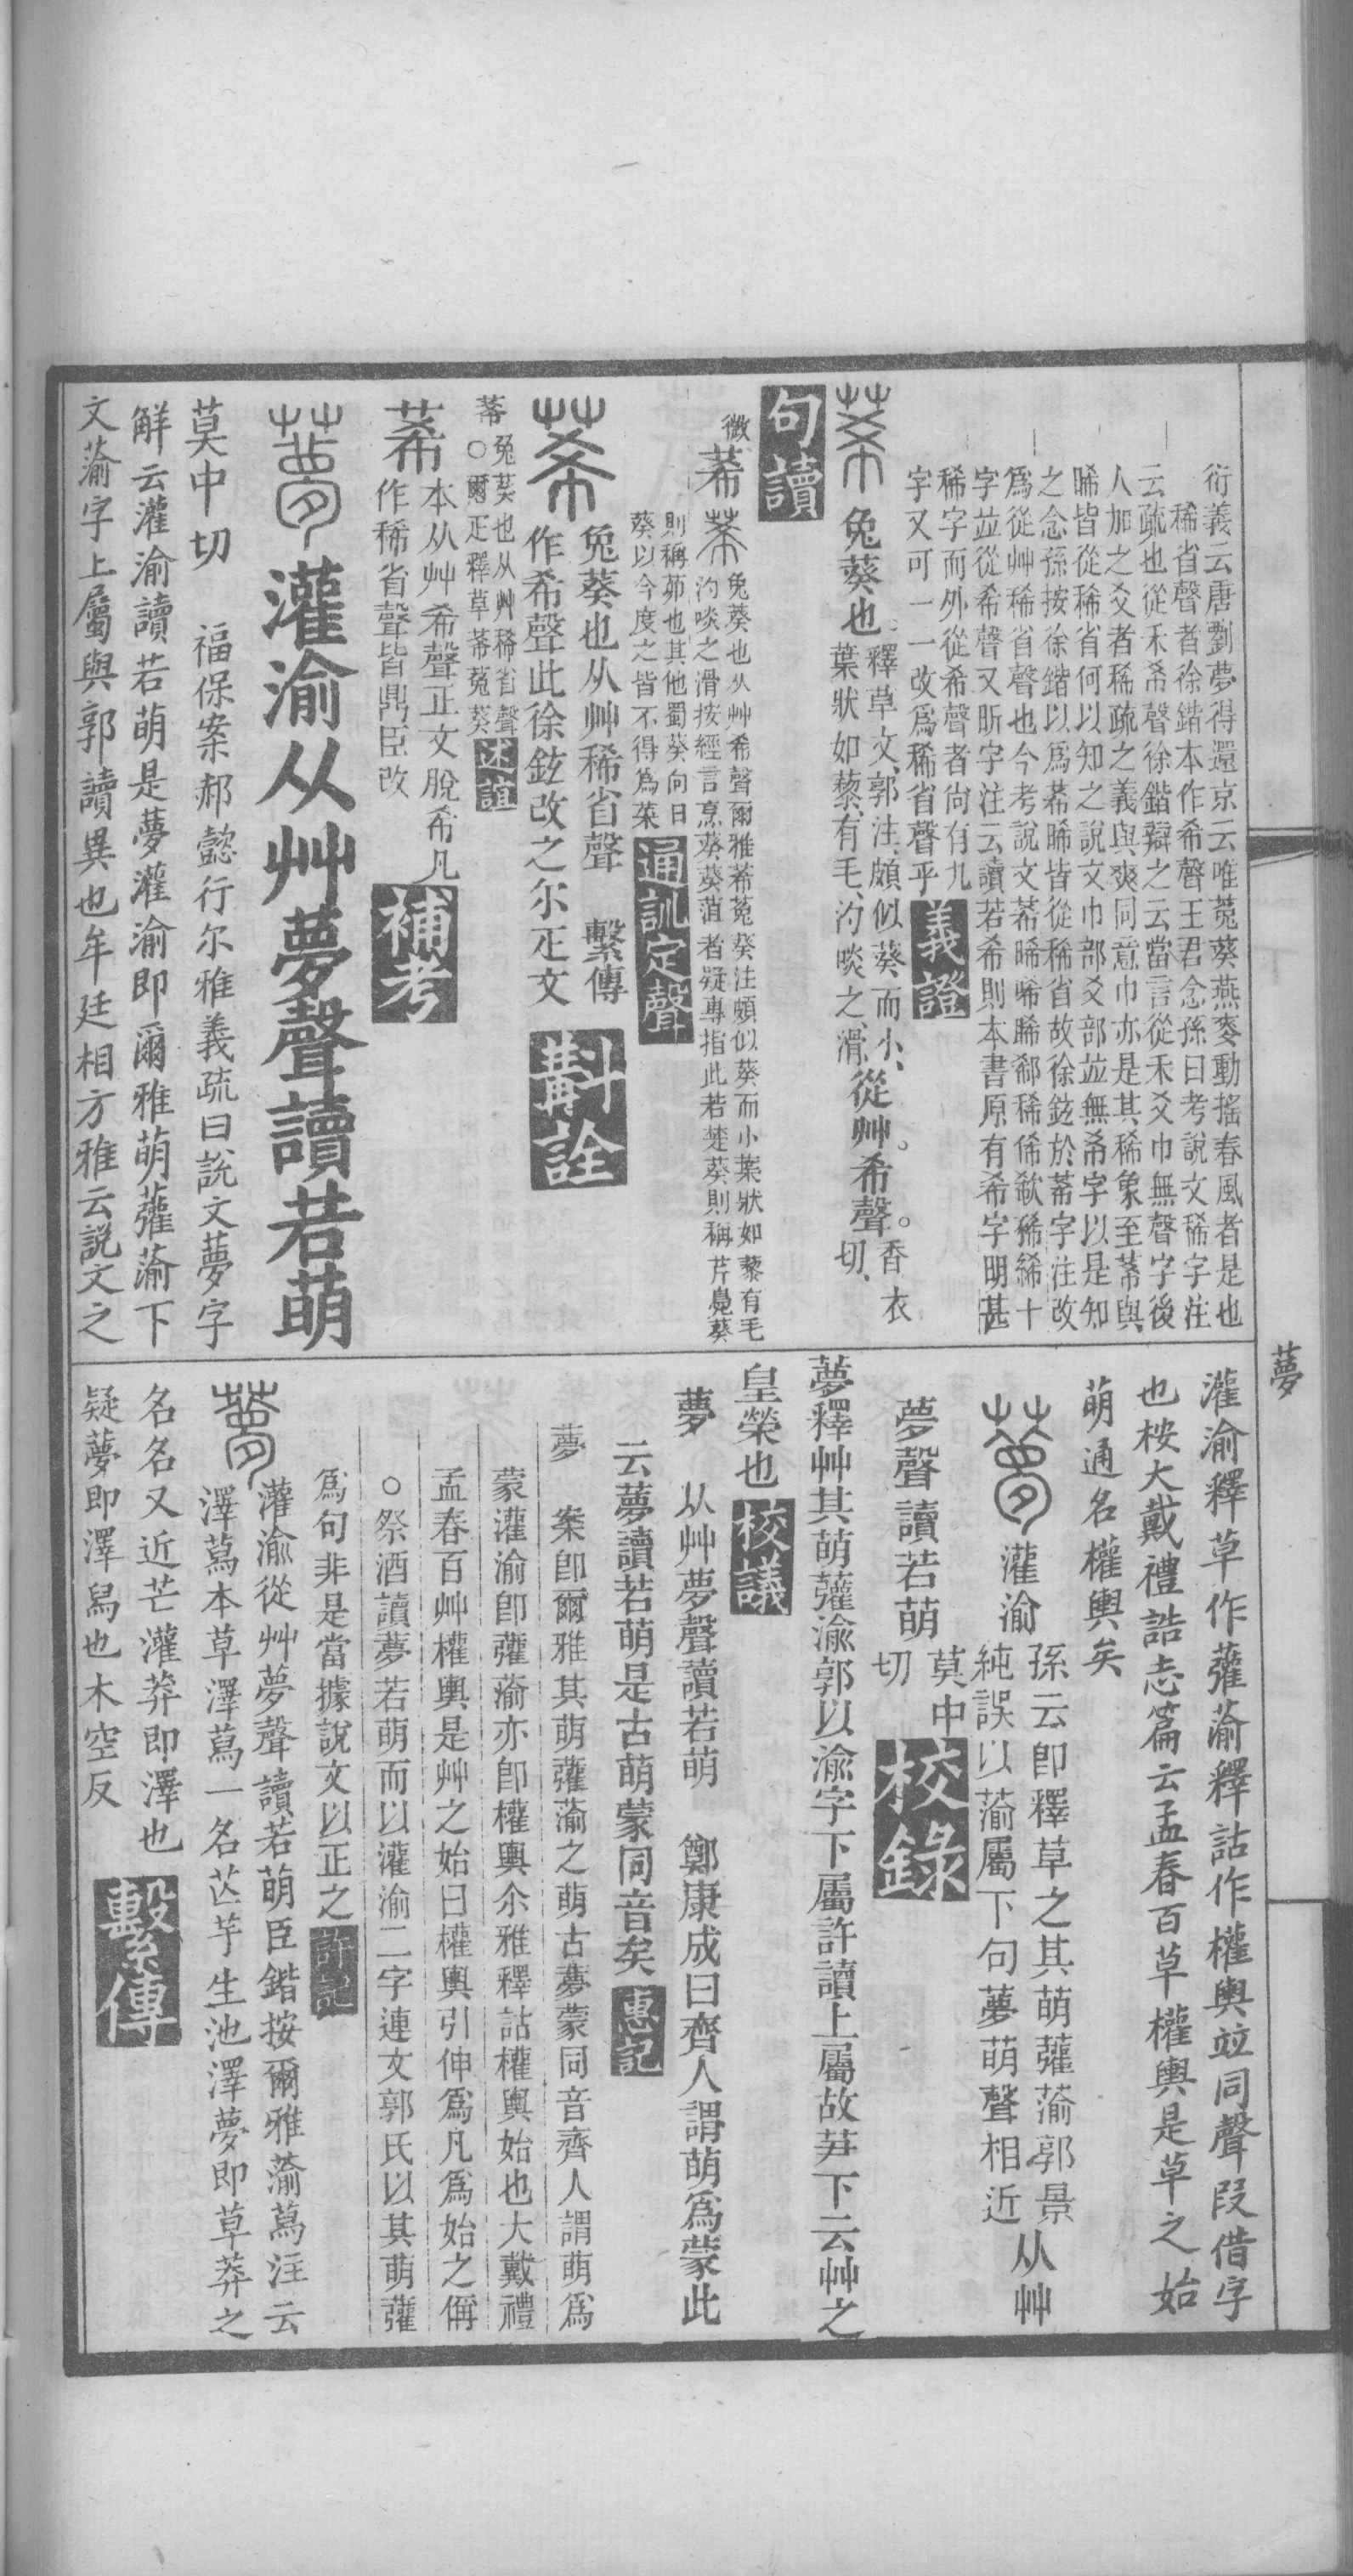 夢
衍義云唐劉夢得還京云唯莵葵燕麥動搖春風者是也
稀省聲者徐鍇本作希聲王君念孫曰考說文稀字注
云疏也從禾希聲徐鍇辯之云當言從禾爻巾無聲字後
人加之爻者稀疏之義與爽同意巾亦是其稀象至莃與
晞皆從稀省何以知之說文巾部爻部並無希字以是知
之念孫按徐鍇以爲莃晞皆從稀省故徐鉉於莃字注改
爲從艸稀省聲也今考說文莃晞唏睎郗稀俙欷豨絺十
字並從希聲又昕字注云讀若希則本書原有希字明甚
稀字而外從希聲者尙有九
字又可一一改爲稀省聲乎
義證
莃
兔葵也
釋草文、郭注、頗似葵而小、
葉狀如藜、有毛、汋啖之、滑、
從艸。希聲。
香衣
切、
句讀
微
莃
莃
兔葵也从艸希聲爾雅莃莵葵注頗似葵而小葉狀如藜有毛
汋啖之滑按經言烹葵葵菹者疑專指此若楚葵則稱芹鳧葵
則稱茆也其他蜀葵向日
葵以今度之皆不得爲菜
通訓定聲
莃
兔葵也从艸稀省聲 繫傳
作希聲此徐鉉改之尔疋文
斠詮
莃
兔葵也从艸稀省聲
○爾疋釋草莃莵葵
述誼
莃
本从艸希聲正文脫希凡
作稀省聲皆鼎臣改
補考
夢
灌渝从艸夢聲讀若萌
莫中切 福保案郝懿行尔雅義疏曰說文夢字
解云灌渝讀若萌是夢灌渝即爾雅萌虇蕍下
文蕍字上屬與郭讀異也牟廷相方雅云說文之
灌渝釋草作虇蕍釋詁作權輿竝同聲叚借字
也桉大戴禮誥志篇云孟春百草權輿是草之始
萌通名權輿矣
夢
灌渝
孫云卽釋草之其萌虇蕍郭景
純誤以蕍屬下句夢萌聲相近
从艸
夢聲讀若萌
莫中
切
校錄
夢釋艸其萌虇渝郭以渝字下屬許讀上屬故芛下云艸之
皇榮也
校議
夢 从艸夢聲讀若萌 鄭康成曰齊人謂萌爲蒙此
云夢讀若萌是古萌蒙同音矣
惠記
夢 案卽爾雅其萌虇蕍之萌古夢蒙同音齊人謂萌爲
蒙灌渝卽虇蕍亦卽權輿尒雅釋詁權輿始也大戴禮
孟春百艸權輿是艸之始曰權輿引伸爲凡爲始之偁
○祭酒讀夢若萌而以灌渝二字連文郭氏以其萌虇
爲句非是當據說文以正之
許記
夢
灌渝從艸夢聲讀若萌臣鍇按爾雅蕍蕮注云
澤蕮本草澤蕮一名芒芋生池澤夢即草莽之
名名又近芒灌莽即澤也
疑夢即澤舄也木空反
繫傳